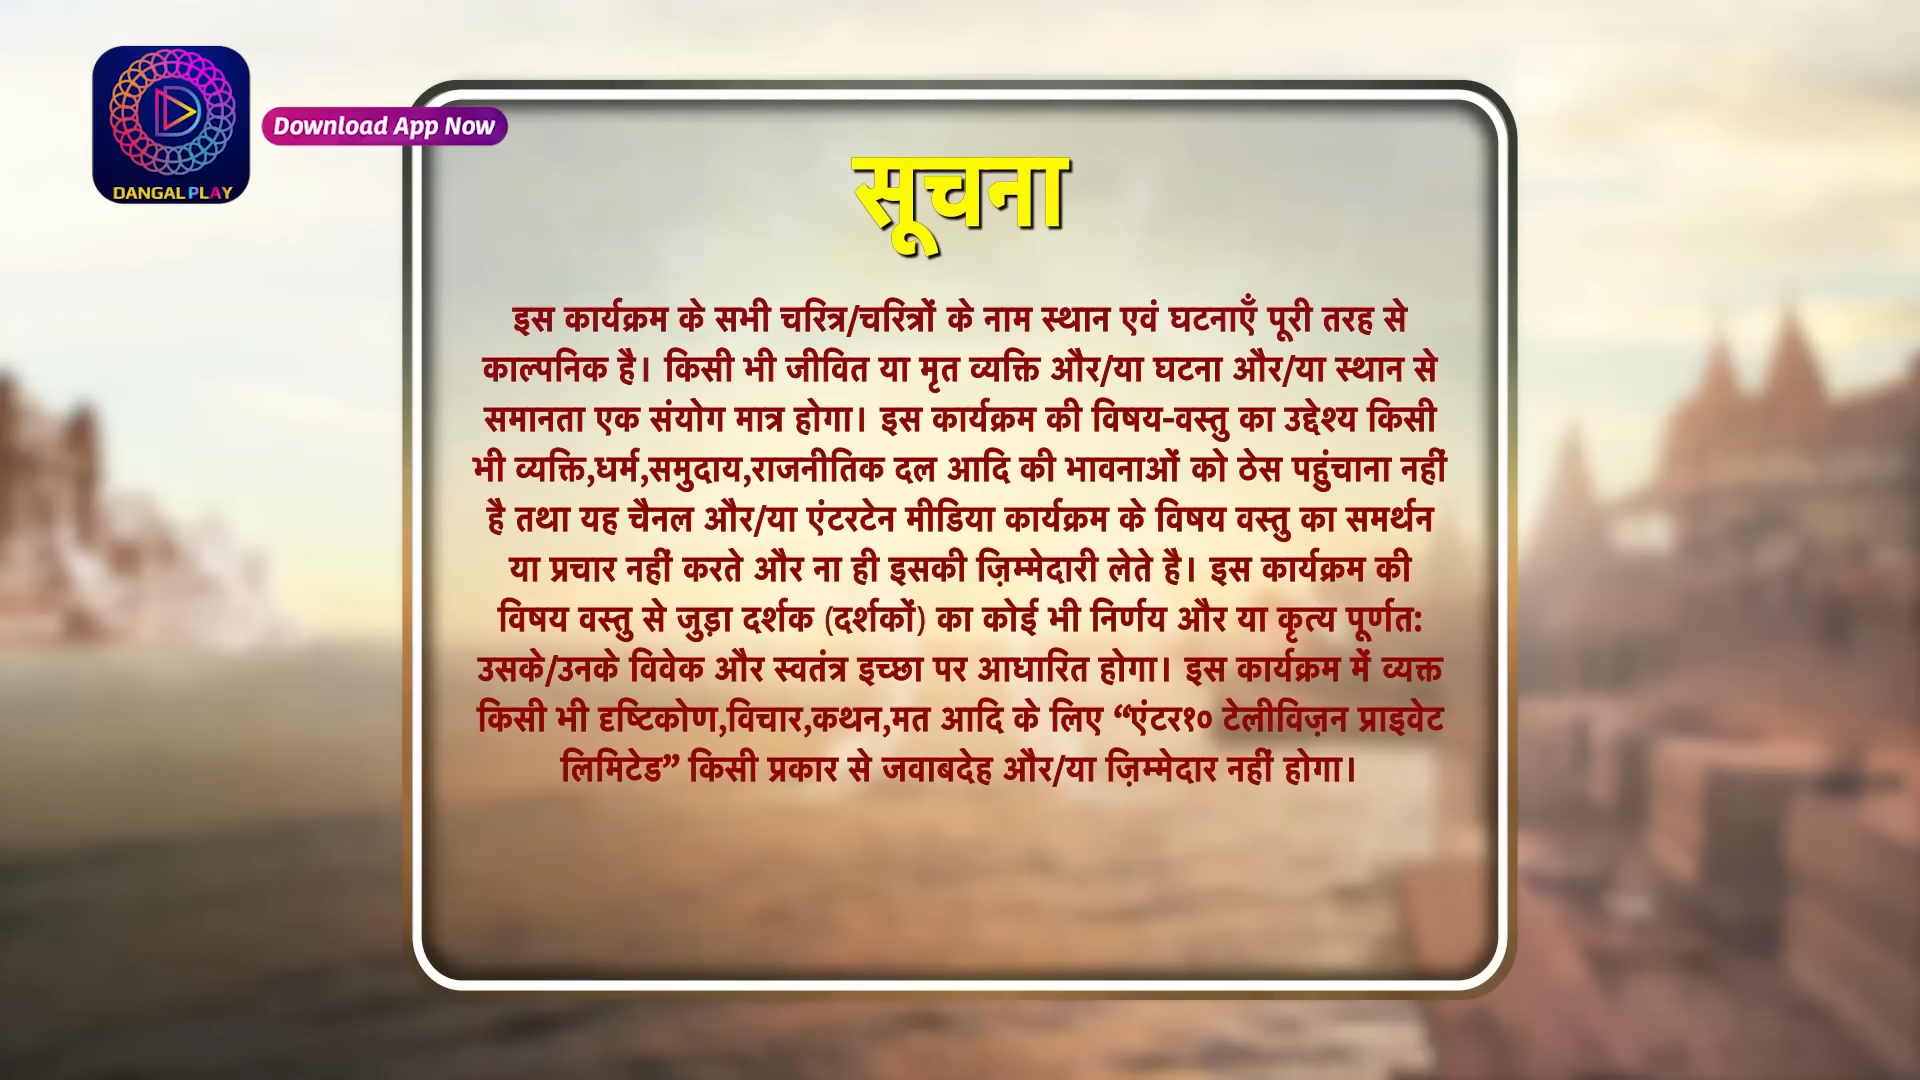 DANGAL PLAY
Download App Now
सूचना
इस कार्यक्रम के सभी चरित्र/चरित्रों के नाम स्थान एवं घटनाएँ पूरी तरह से
काल्पनिक है। किसी भी जीवित या मृत व्यक्ति और/या घटना और/या स्थान से
समानता एक संयोग मात्र होगा। इस कार्यक्रम की विषय-वस्तु का उद्देश्य किसी
भी व्यक्ति,धर्म,समुदाय,राजनीतिक दल आदि की भावनाओं को ठेस पहुंचाना नहीं
है तथा यह चैनल और/या एंटरटेन मीडिया कार्यक्रम के विषय वस्तु का समर्थन
या प्रचार नहीं करते और ना ही इसकी ज़िम्मेदारी लेते है। इस कार्यक्रम की
विषय वस्तु से जुड़ा दर्शक (दर्शकों) का कोई भी निर्णय और या कृत्य पूर्णत:
उसके/उनके विवेक और स्वतंत्र इच्छा पर आधारित होगा। इस कार्यक्रम में व्यक्त
किसी भी दृष्टिकोण,विचार,कथन,मत आदि के लिए “एंटर१० टेलीविज़न प्राइवेट
लिमिटेड” किसी प्रकार से जवाबदेह और/या ज़िम्मेदार नहीं होगा।